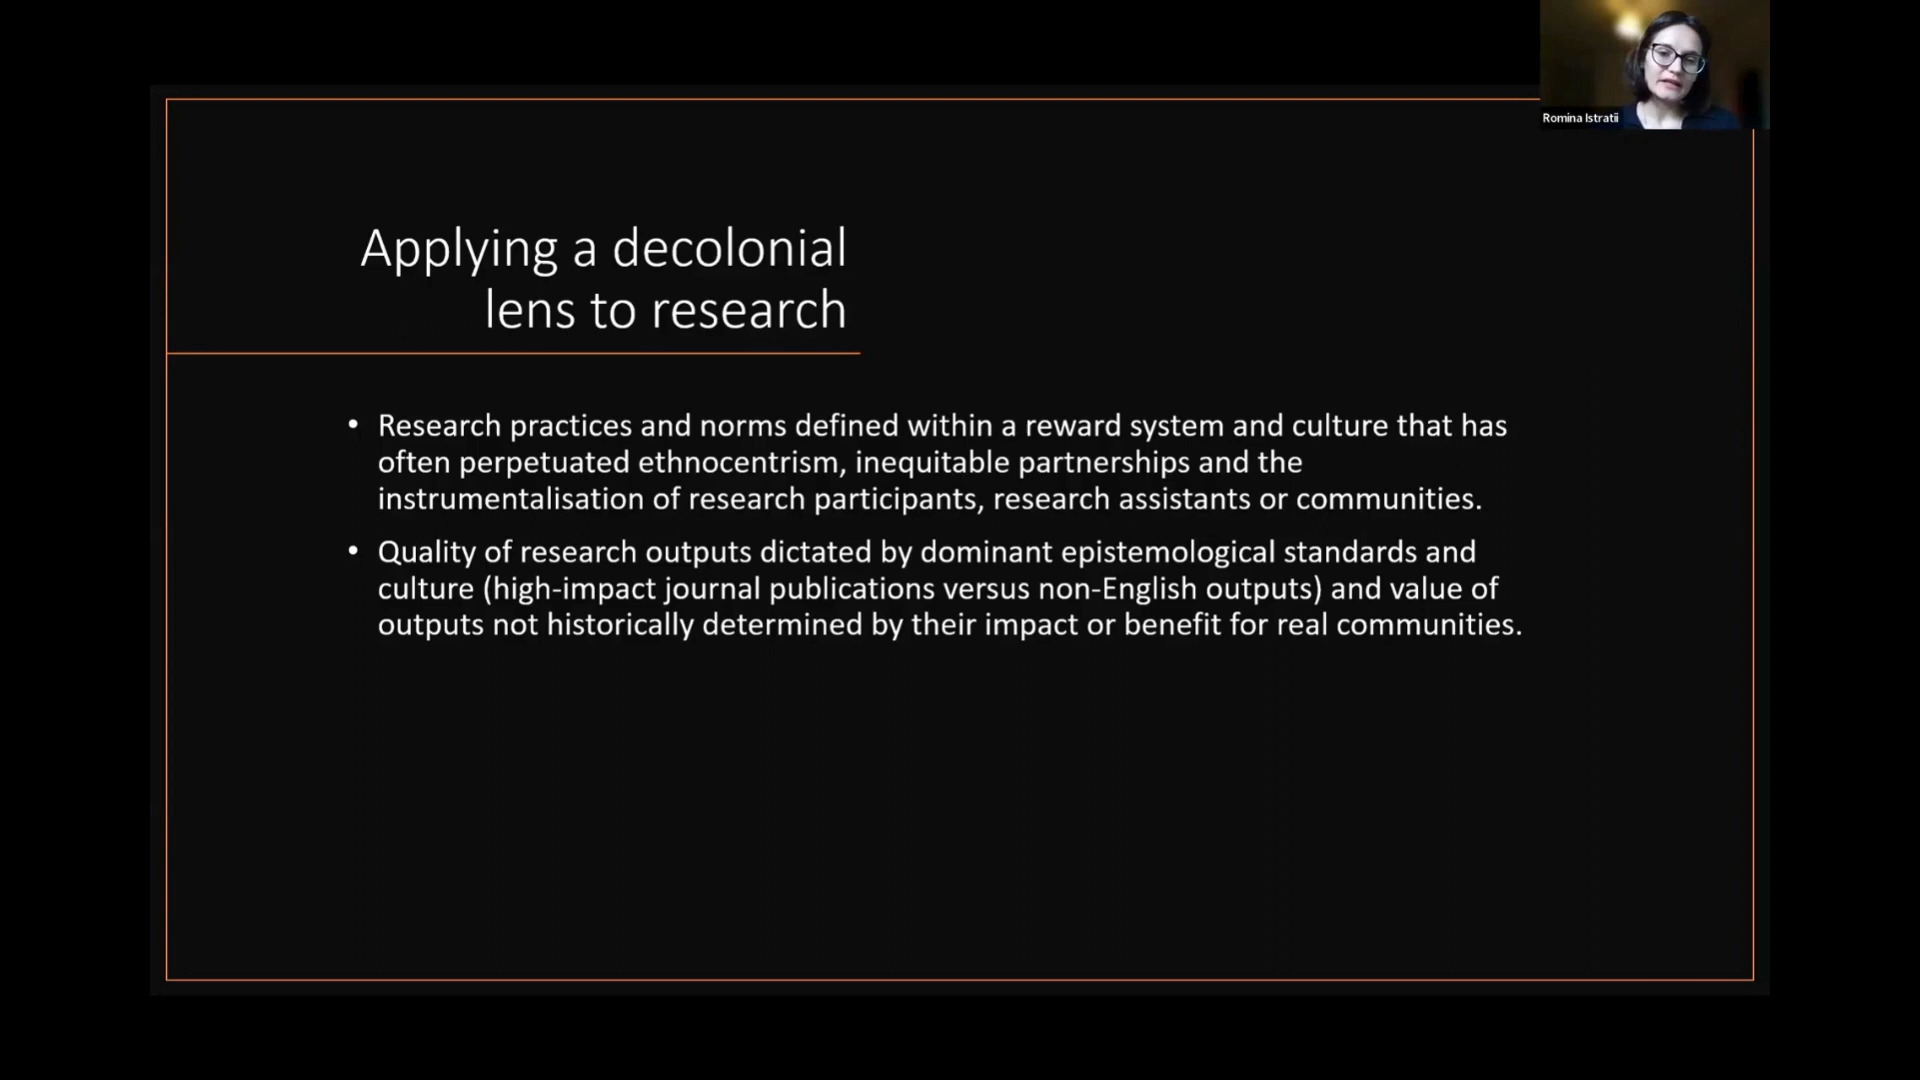 Romina Istratii
Applying a decolonial
lens to research
• Research practices and norms defined within a reward system and culture that has
often perpetuated ethnocentrism, inequitable partnerships and the
instrumentalisation of research participants, research assistants or communities.
• Quality of research outputs dictated by dominant epistemological standards and
culture (high-impact journal publications versus non-English outputs) and value of
outputs not historically determined by their impact or benefit for real communities.